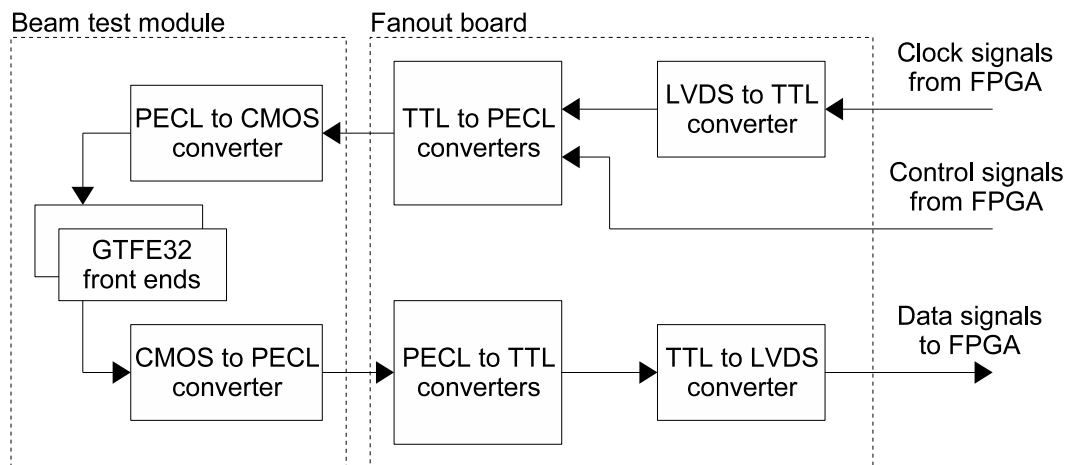 Beam test module
Fanout board
Clock signals
from FPGA
LVDS to TTL
converter
TTL to PECL
converters
PECL to CMOS
converter
Control signals
from FPGA
GTFE32
front ends
CMOS to PECL
converter
PECL to TTL
converters
TTL to LVDS
converter
Data signals
to FPGA